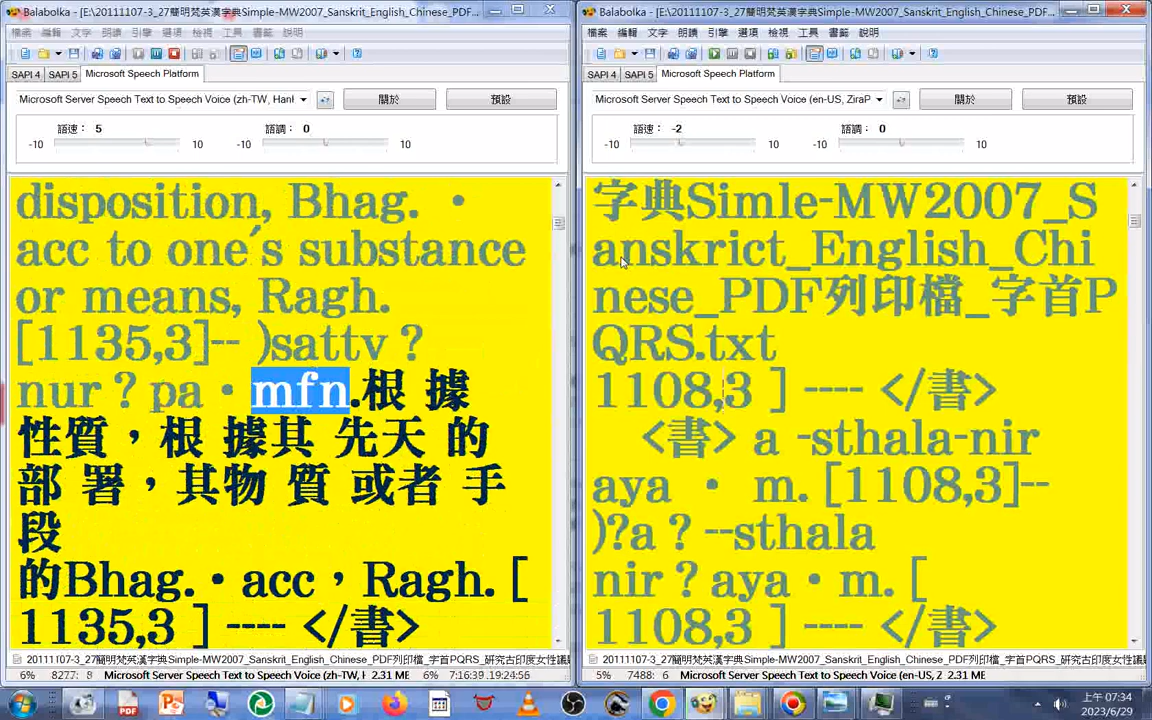 Balabolka - [E:\20111107-3_27簡明梵英漢字典Simple-MW2007_Sanskrit_English_Chinese_PDF...
檔案 編輯 文字 朗讀 引擎 選項 檢視 工具 書籤 說明
SAPI 4 SAPI 5 Microsoft Speech Platform
Microsoft Server Speech Text to Speech Voice (zh-TW, Hanl 關於 預設
語速： 5 語調： 0
-10 10 -10 10
disposition, Bhag. •
acc to one´s substance
or means, Ragh.
[1135,3]-- )sattv ?
nur ? pa • mfn.根 據
性質，根 據其 先天 的
部 署，其物 質 或者 手
段
的Bhag.•acc，Ragh. [
1135,3 ] ---- </書>
20111107-3_27簡明梵英漢字典Simple-MW2007_Sanskrit_English_Chinese_PDF列印檔_字首PQRS_研究古印度女性議
6% 8277: 8 Microsoft Server Speech Text to Speech Voice (zh-TW, H 2.31 ME 6% 7:16:39.19:24:56
Balabolka - [E:\20111107-3_27簡明梵英漢字典Simple-MW2007_Sanskrit_English_Chinese_PDF...
檔案 編輯 文字 朗讀 引擎 選項 檢視 工具 書籤 說明
SAPI 4 SAPI 5 Microsoft Speech Platform
Microsoft Server Speech Text to Speech Voice (en-US, ZiraP 關於 預設
語速： -2 語調： 0
-10 10 -10 10
字典Simle-MW2007_S
anskrict_English_Chi
nese_PDF列印檔_字首P
QRS.txt
1108,3 ] ---- </書>
<書> a -sthala-nir
aya • m. [1108,3]--
)?a ? --sthala
nir ? aya•m. [
1108,3 ] ---- </書>
20111107-3_27簡明梵英漢字典Simple-MW2007_Sanskrit_English_Chinese_PDF列印檔_字首PQRS_研究古印度女性議
5% 7488: 6 Microsoft Server Speech Text to Speech Voice (en-US, Z 2.31 ME
上午 07:34
2023/6/29